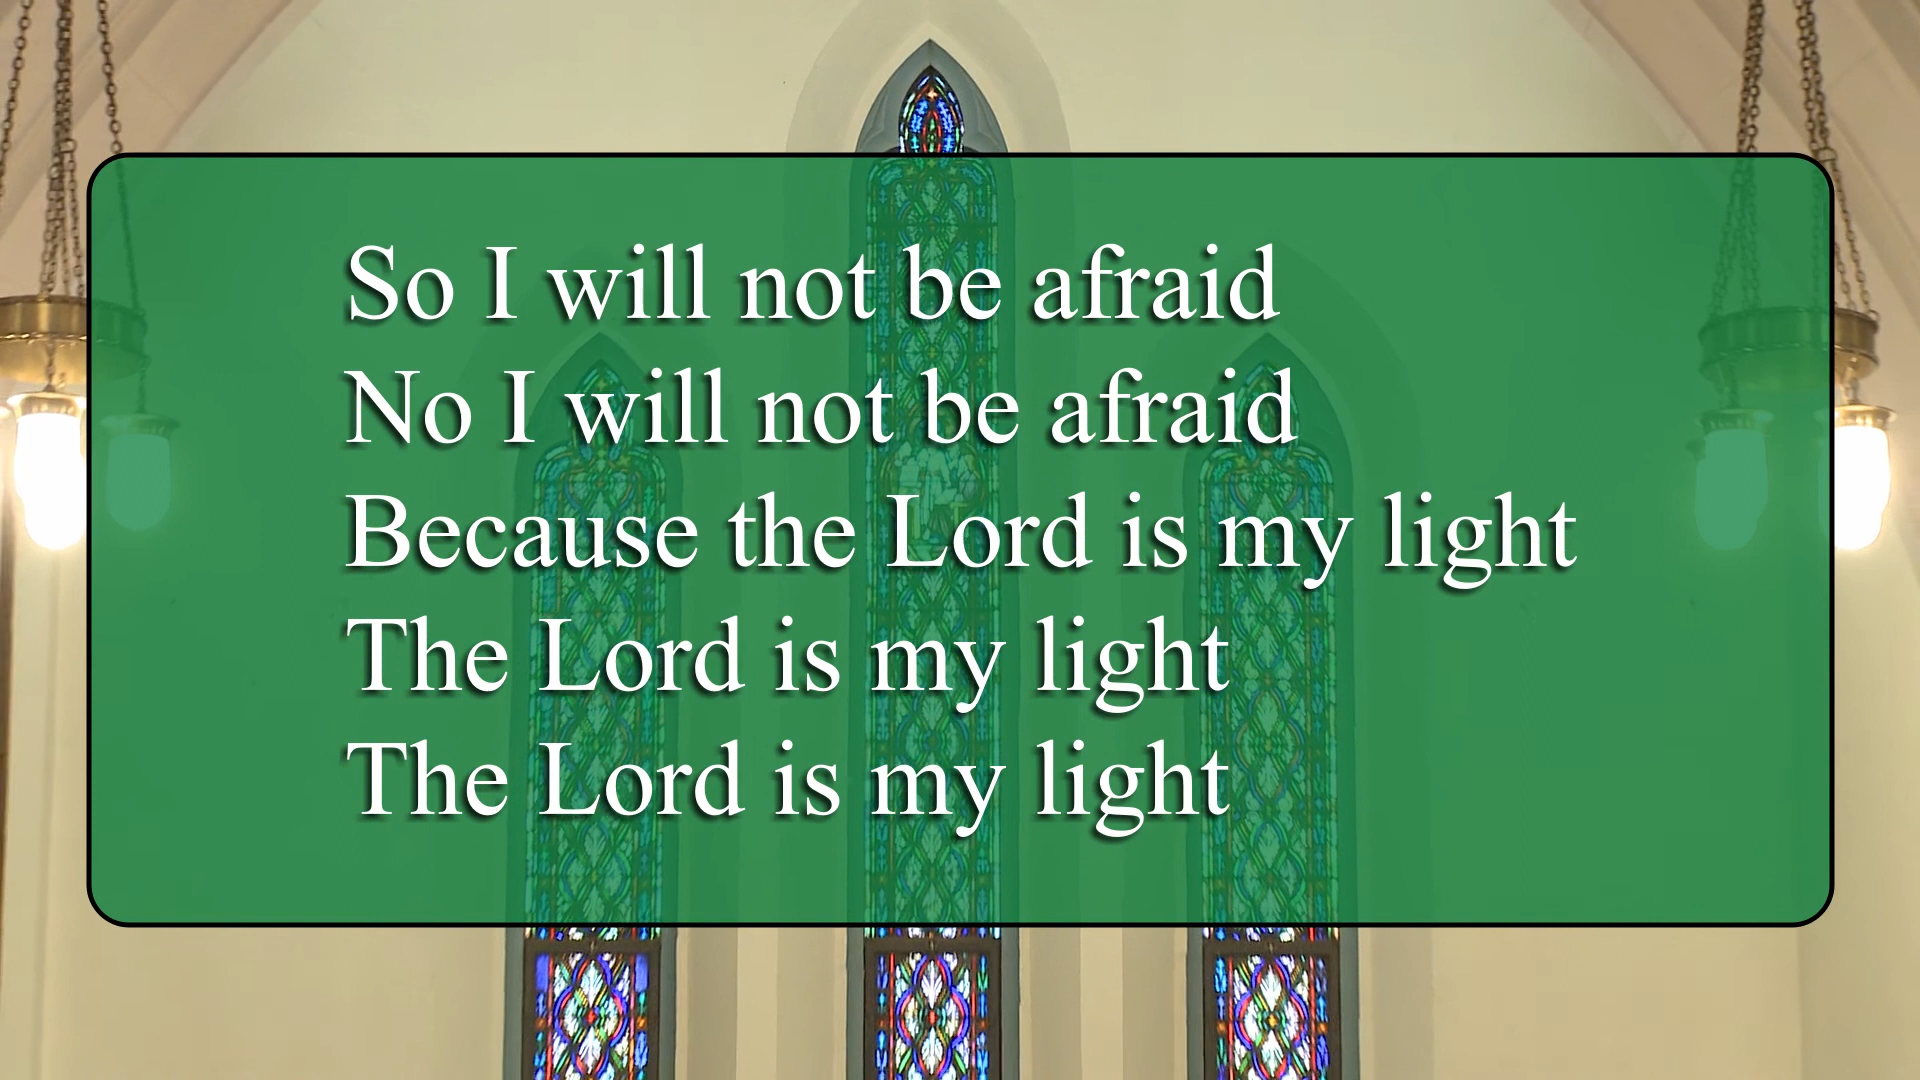 So I will not be afraid
No I will not be afraid
Because the Lord is my light
The Lord is my light
The Lord is my light